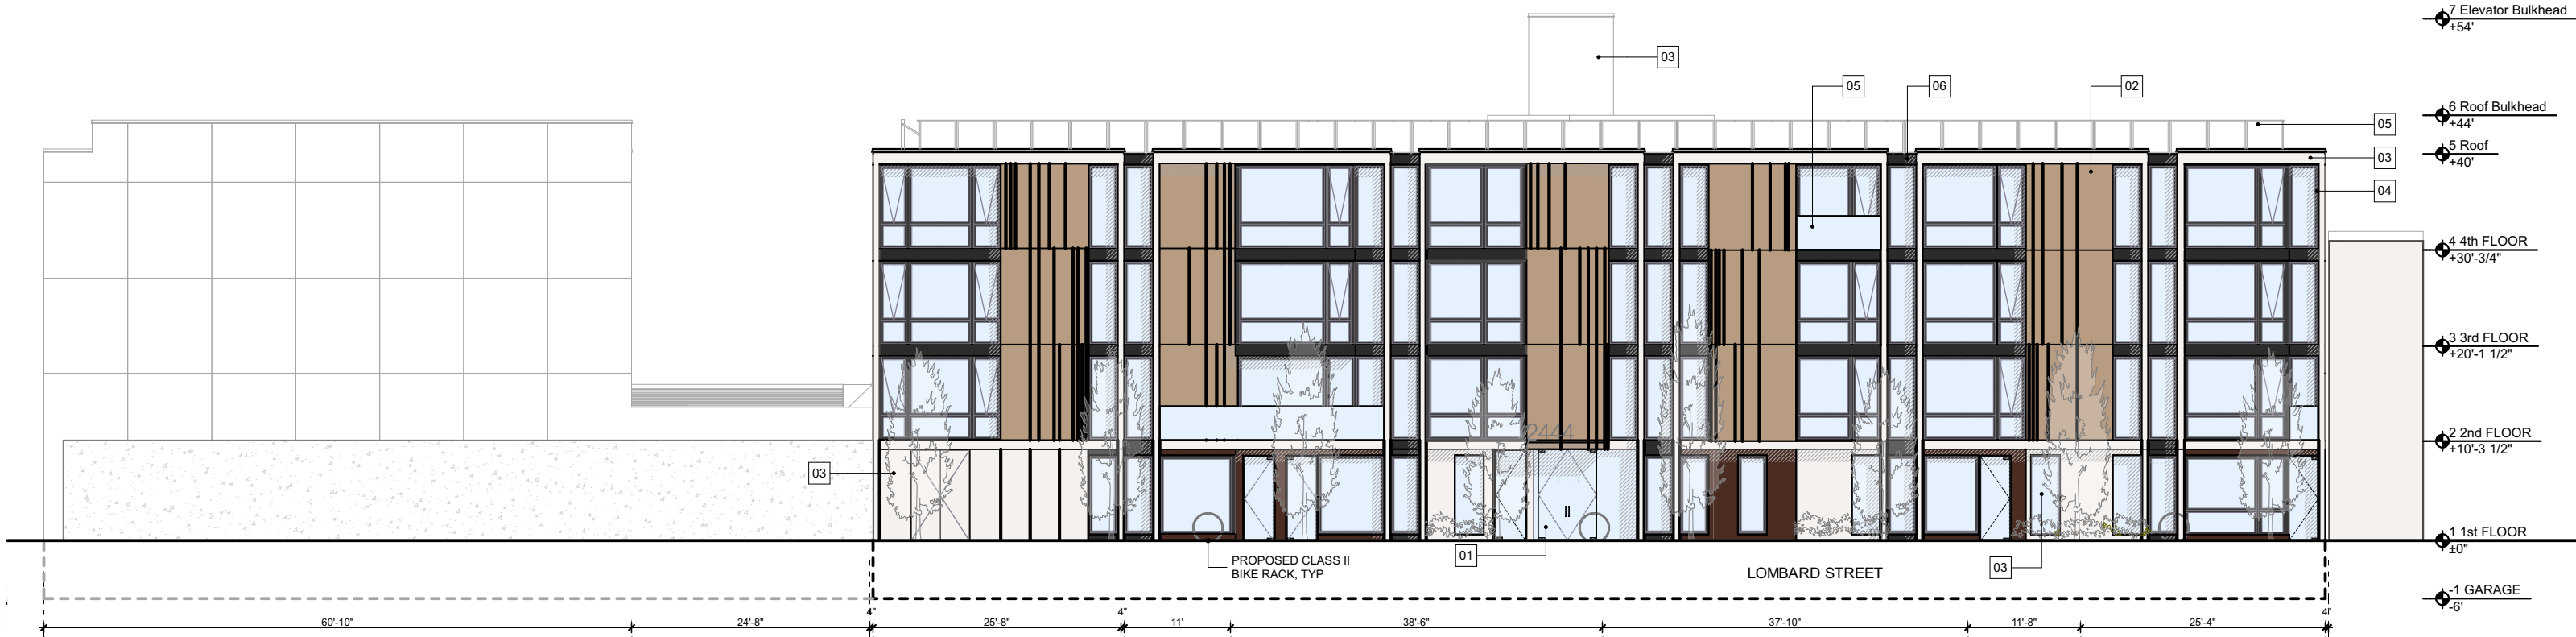 7 Elevator Bulkhead
+54'
03
05
06
02
6 Roof Bulkhead
+44'
05
5 Roof
+40'
03
04
4 4th FLOOR
+30'-3/4"
3 3rd FLOOR
+20'-1 1/2"
2444
2 2nd FLOOR
+10'-3 1/2"
03
II
1 1st FLOOR
±0"
01
PROPOSED CLASS II
BIKE RACK, TYP
LOMBARD STREET
03
-1 GARAGE
-6'
4" 4" 4"
60'-10" 24'-8" 25'-8" 11' 38'-6" 37'-10" 11'-8" 25'-4"